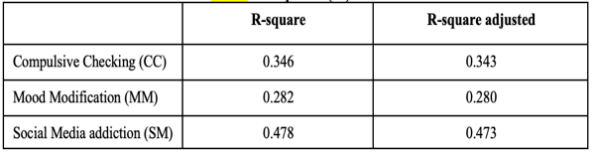 R-square R-square adjusted
Compulsive Checking (CC) 0.346 0.343
Mood Modification (MM) 0.282 0.280
Social Media addiction (SM) 0.478 0.473